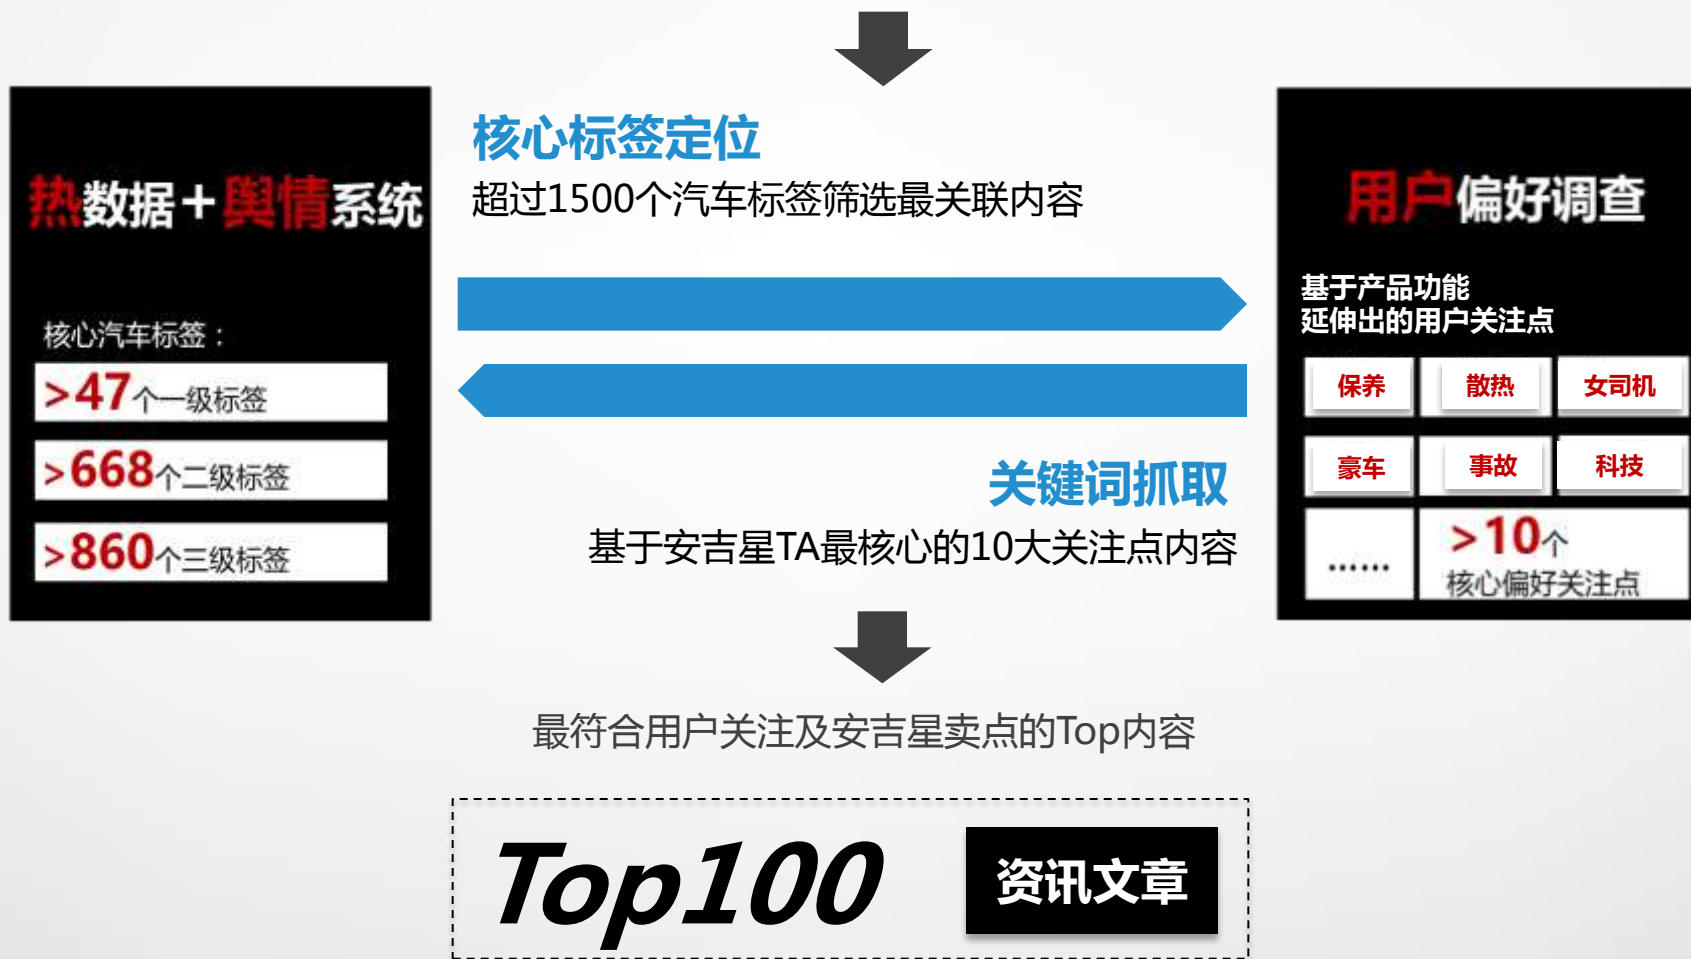 热数据+舆情系统
核心汽车标签：
>47个一级标签
>668个二级标签
>860个三级标签
核心标签定位
超过1500个汽车标签筛选最关联内容
关键词抓取
基于安吉星TA最核心的10大关注点内容
用户偏好调查
基于产品功能
延伸出的用户关注点
保养 散热 女司机
豪车 事故 科技
...... >10个
核心偏好关注点
最符合用户关注及安吉星卖点的Top内容
Top100 资讯文章